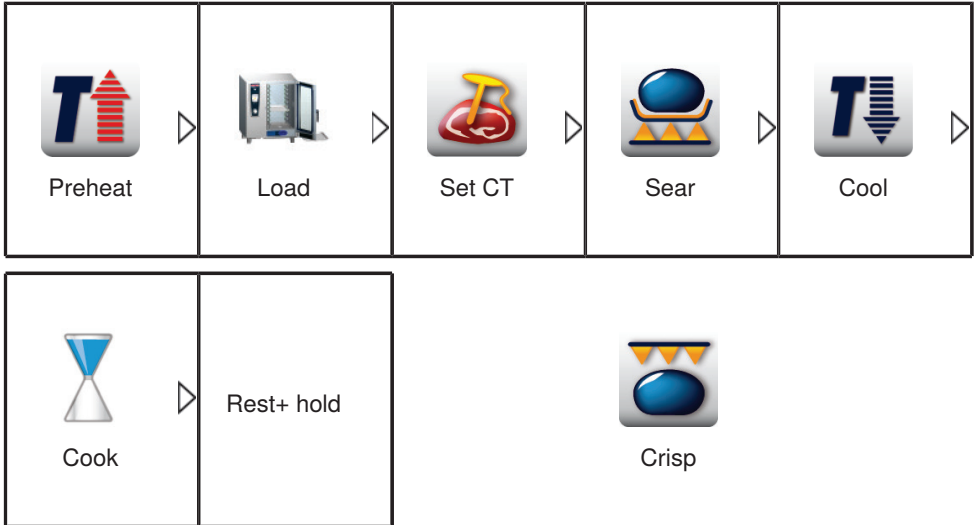 Preheat
Load
Set CT
Sear
Cool
Cook
Rest+ hold
Crisp